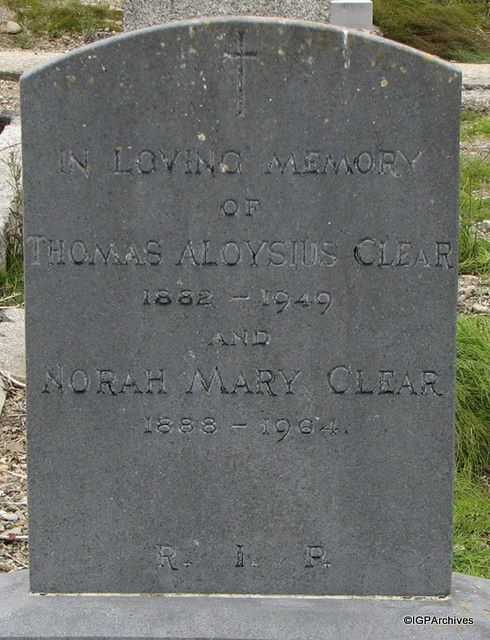 IN LOVING MEMORY
OF
THOMAS ALOYSIUS CLEAR
1882 - 1949
AND
NORAH MARY CLEAR
1888 - 1964.
R. I. P.
©IGPArchives